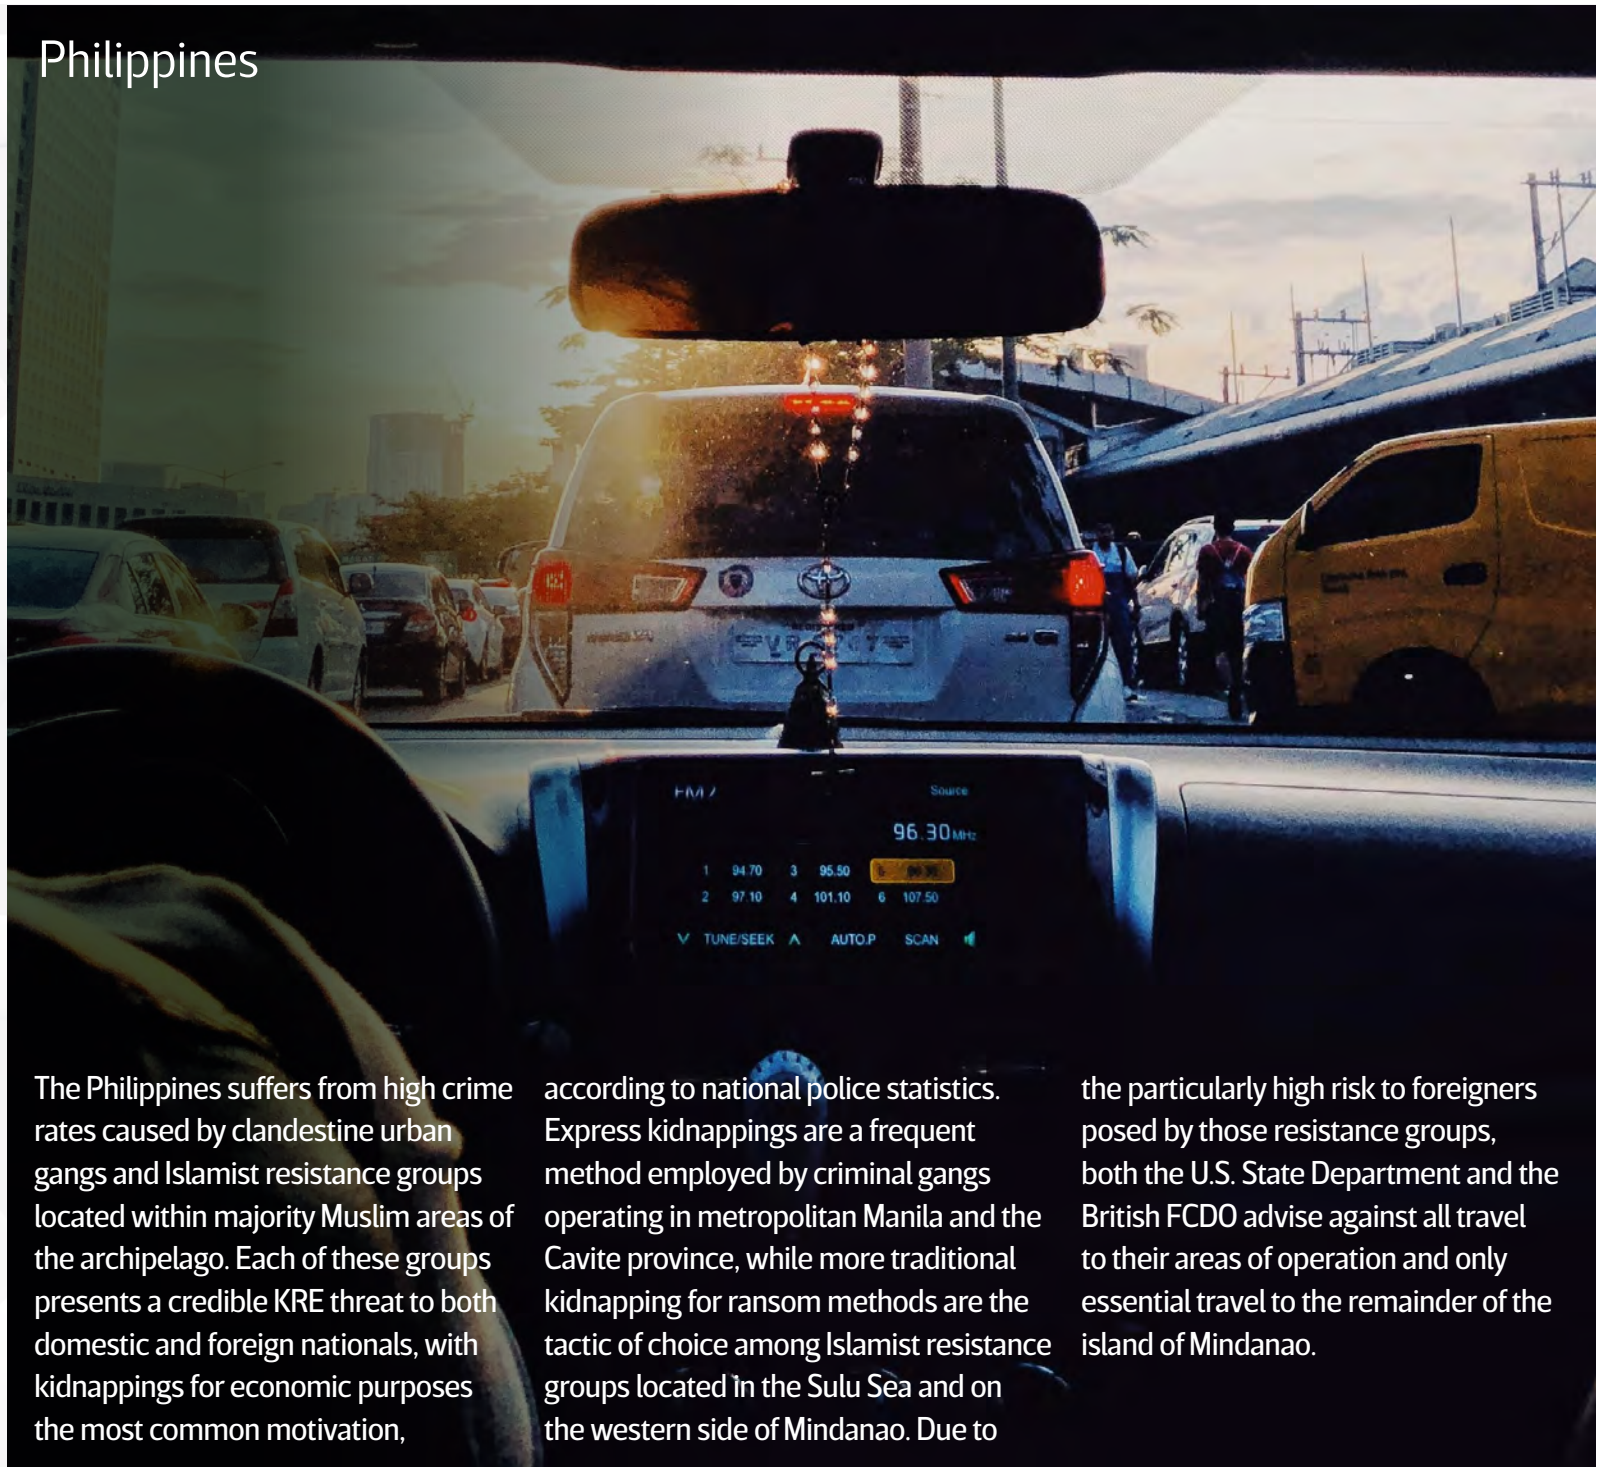 Philippines
Source
96.30 MHz
1 94.70 3 95.50
2 97.10 4 101.10 6 107.50
TUNE/SEEK AUTO.P SCAN
The Philippines suffers from high crime
rates caused by clandestine urban
gangs and Islamist resistance groups
located within majority Muslim areas of
the archipelago. Each of these groups
presents a credible KRE threat to both
domestic and foreign nationals, with
kidnappings for economic purposes
the most common motivation,
according to national police statistics.
Express kidnappings are a frequent
method employed by criminal gangs
operating in metropolitan Manila and the
Cavite province, while more traditional
kidnapping for ransom methods are the
tactic of choice among Islamist resistance
groups located in the Sulu Sea and on
the western side of Mindanao. Due to
the particularly high risk to foreigners
posed by those resistance groups,
both the U.S. State Department and the
British FCDO advise against all travel
to their areas of operation and only
essential travel to the remainder of the
island of Mindanao.